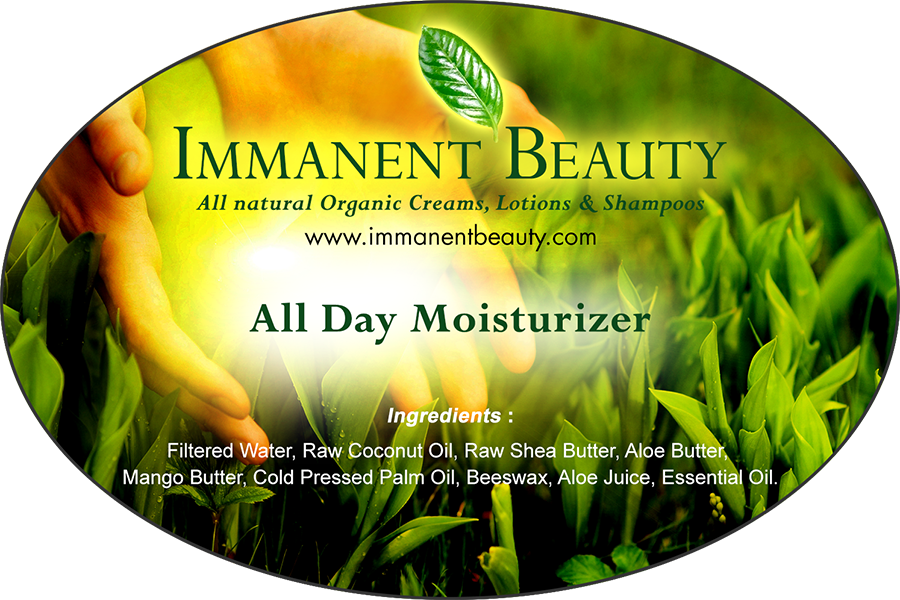 IMMANENT BEAUTY
All natural Organic Creams, Lotions & Shampoos
www.immanentbeauty.com
All Day Moisturizer
Ingredients :
Filtered Water, Raw Coconut Oil, Raw Shea Butter, Aloe Butter,
Mango Butter, Cold Pressed Palm Oil, Beeswax, Aloe Juice, Essential Oil.